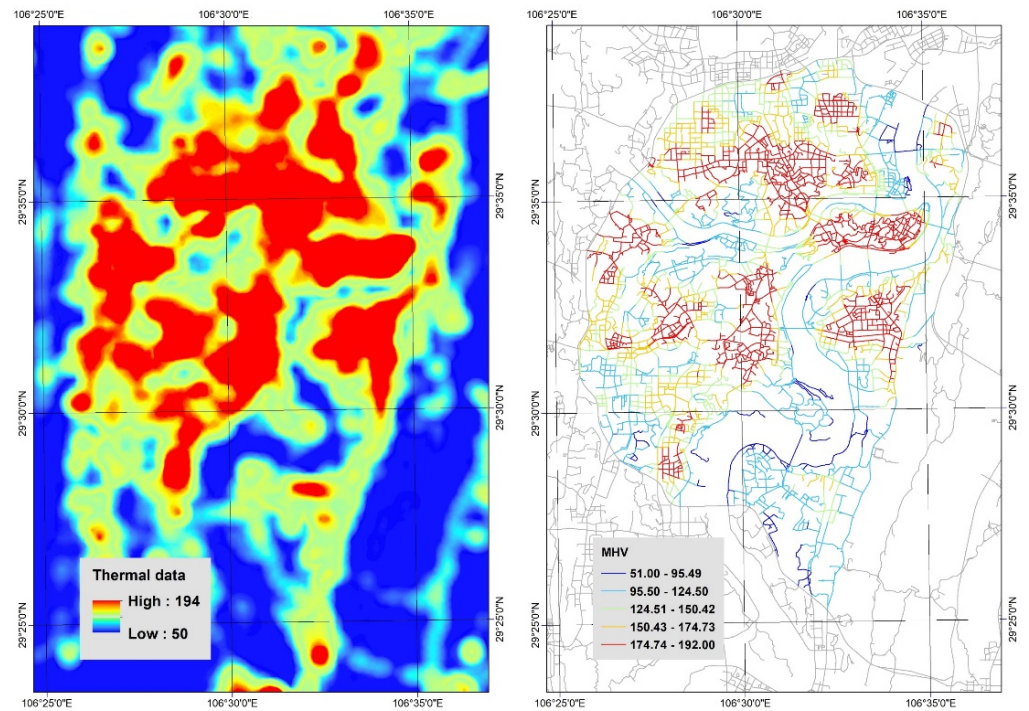 106°25'0"E 106°30'0"E 106°35'0"E 106°25'0"E 106°30'0"E 106°35'0"E
29°35'0"N 29°35'0"N 29°35'0"N 29°35'0"N
29°30'0"N 29°30'0"N 29°30'0"N 29°30'0"N
29°25'0"N 29°25'0"N 29°25'0"N 29°25'0"N
Thermal data
High : 194
Low : 50
MHV
51.00 - 95.49
95.50 - 124.50
124.51 - 150.42
150.43 - 174.73
174.74 - 192.00
106°25'0"E 106°30'0"E 106°35'0"E 106°25'0"E 106°30'0"E 106°35'0"E